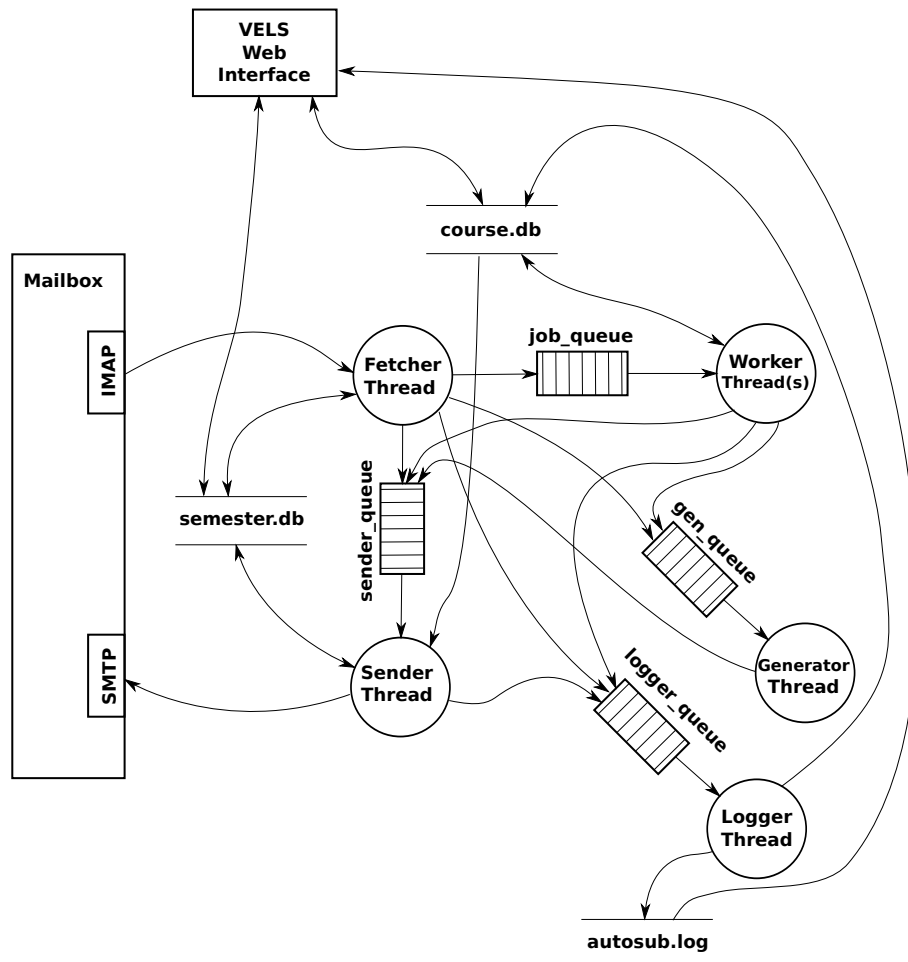 VELS
Web
Interface
course.db
Mailbox
IMAP
Fetcher
Thread
job_queue
Worker
Thread(s)
sender_queue
semester.db
gen_queue
SMTP
Sender
Thread
logger_queue
Generator
Thread
Logger
Thread
autosub.log